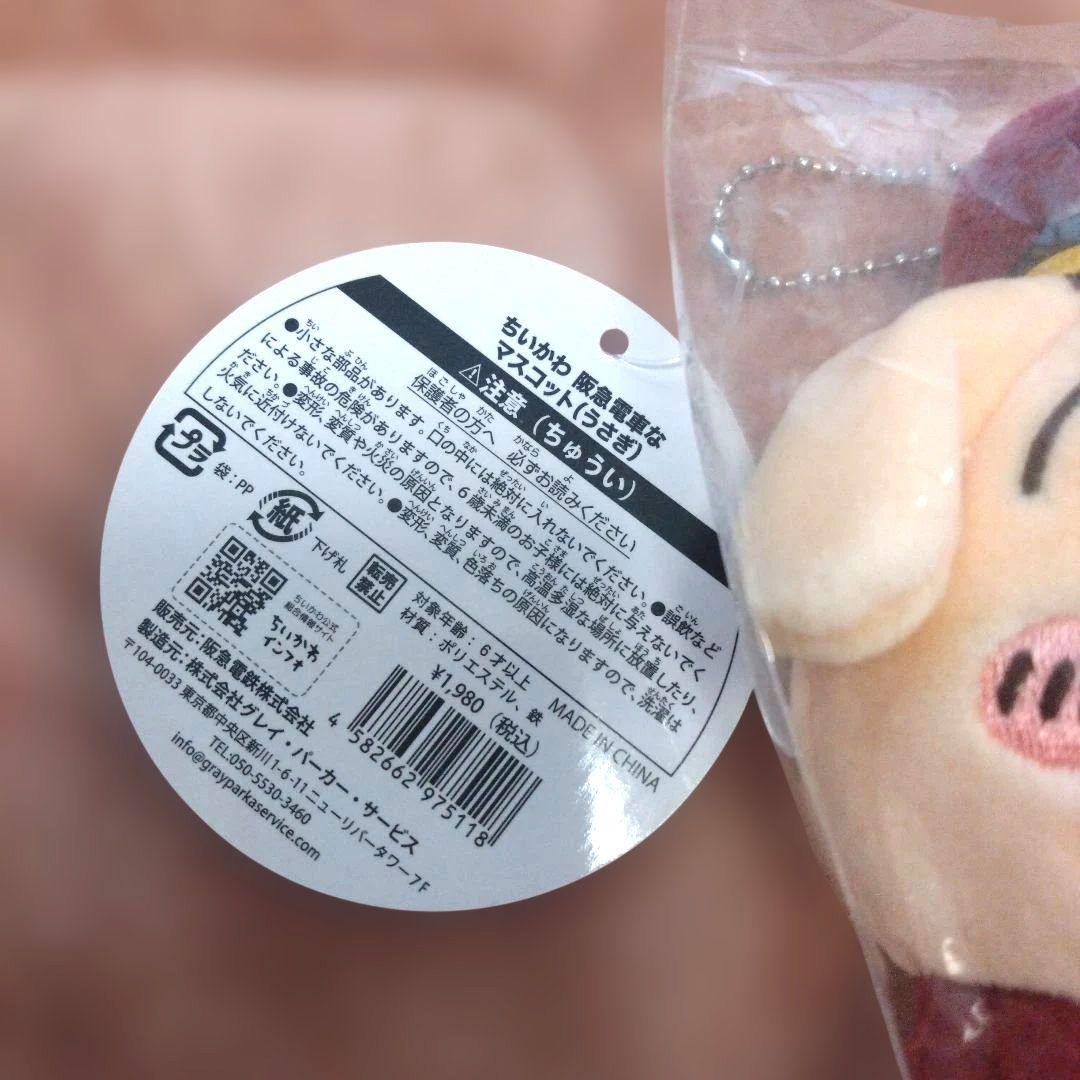 ちいかわ 阪急電車な
マスコット(うさぎ)
⚠注意（ちゅうい）
保護者の方へ 必ずお読みください
●小さな部品があります。口の中には絶対に入れないでください。●誤飲など
による事故の危険がありますので、6歳未満のお子様には絶対に与えないでく
ださい。●変形、変質や火災の原因となりますので、高温多湿な場所に放置したり、
火気に近付けないでください。●変形、変質、色落ちの原因になりますので、洗濯は
しないでください。
プラ
袋：PP
紙
下げ札
販売
禁止
対象年齢：6才以上
材質：ポリエステル、鉄
MADE IN CHINA
ちいかわ公式
総合情報サイト
ちいかわ
インフォ
¥1,980（税込）
4 582662 975118
販売元:阪急電鉄株式会社
製造元:株式会社グレイ・パーカー・サービス
〒104-0033 東京都中央区新川1-6-11ニューリバータワー7F
TEL:050-5530-3460
info@grayparkaservice.com